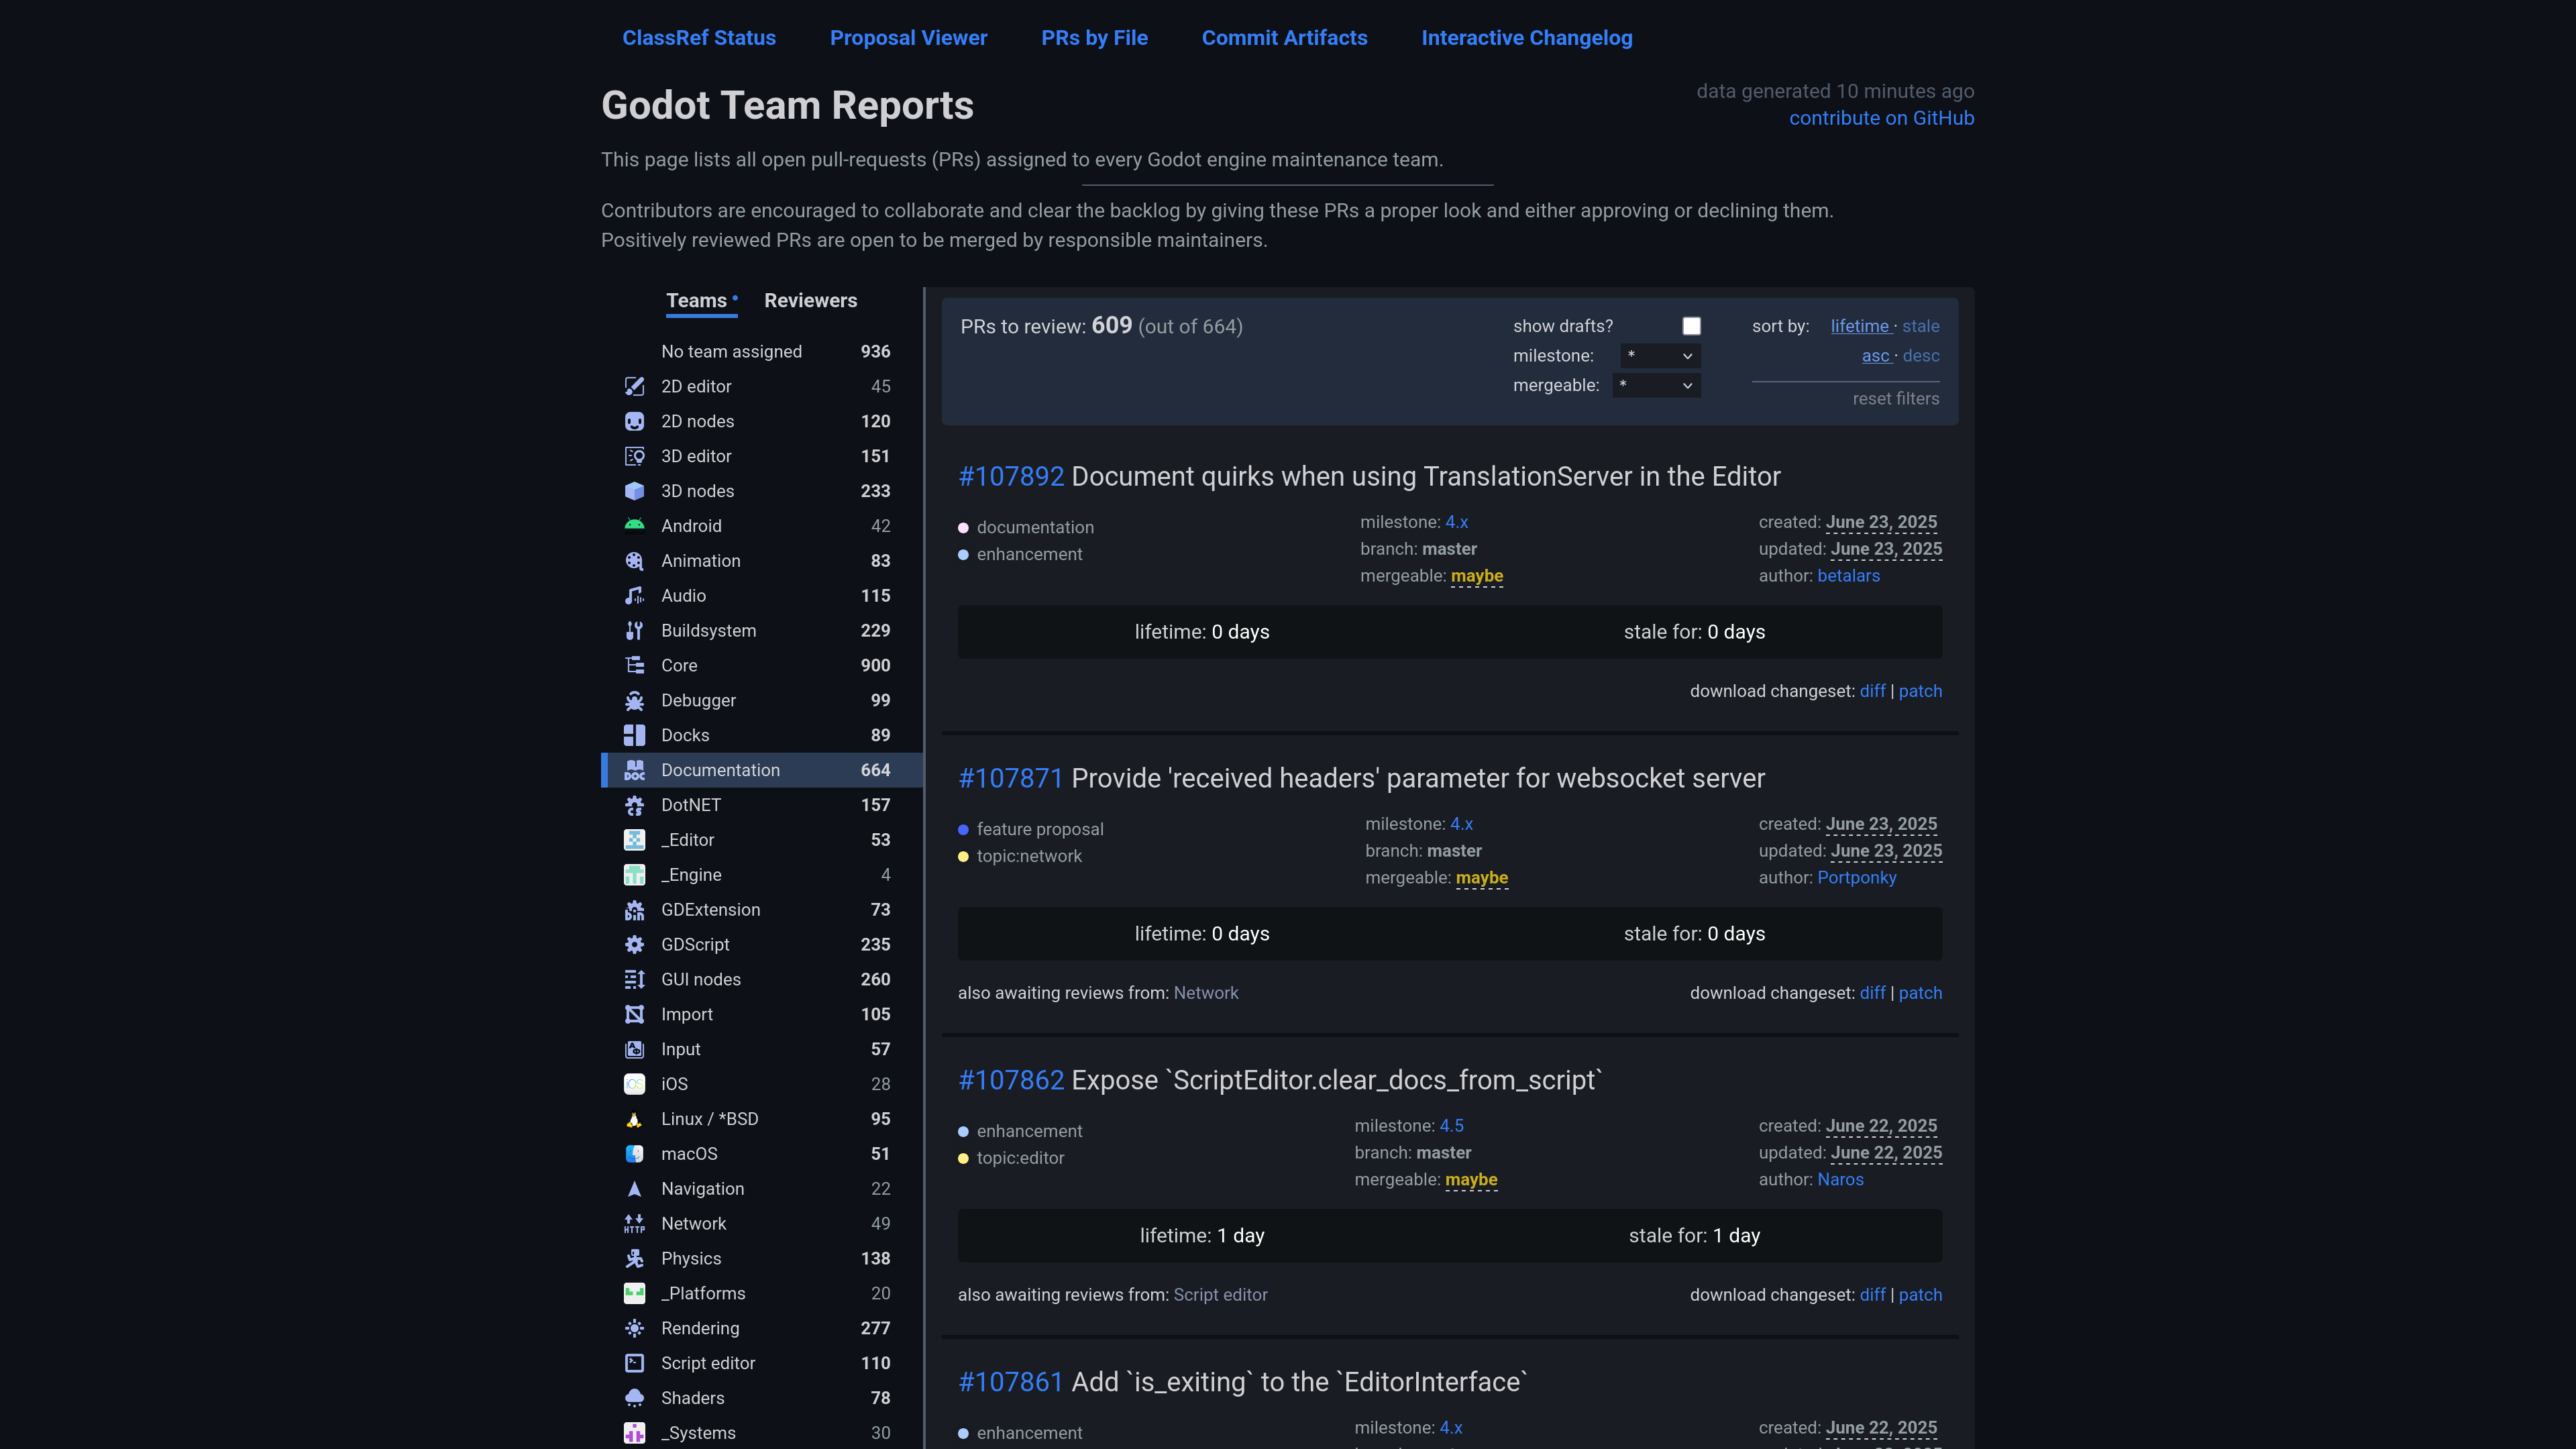 ClassRef Status Proposal Viewer PRs by File Commit Artifacts Interactive Changelog
Godot Team Reports
data generated 10 minutes ago
contribute on GitHub
This page lists all open pull-requests (PRs) assigned to every Godot engine maintenance team.
Contributors are encouraged to collaborate and clear the backlog by giving these PRs a proper look and either approving or declining them.
Positively reviewed PRs are open to be merged by responsible maintainers.
Teams • Reviewers
No team assigned 936
2D editor 45
2D nodes 120
3D editor 151
3D nodes 233
Android 42
Animation 83
Audio 115
Buildsystem 229
Core 900
Debugger 99
Docks 89
Documentation 664
DotNET 157
_Editor 53
_Engine 4
GDExtension 73
GDScript 235
GUI nodes 260
Import 105
Input 57
iOS 28
Linux / *BSD 95
macOS 51
Navigation 22
Network 49
Physics 138
_Platforms 20
Rendering 277
Script editor 110
Shaders 78
_Systems 30
PRs to review: 609 (out of 664)
show drafts?
milestone: *
mergeable: *
sort by: lifetime · stale
asc · desc
reset filters
#107892 Document quirks when using TranslationServer in the Editor
documentation
enhancement
milestone: 4.x
branch: master
mergeable: maybe
created: June 23, 2025
updated: June 23, 2025
author: betalars
lifetime: 0 days stale for: 0 days
download changeset: diff | patch
#107871 Provide 'received headers' parameter for websocket server
feature proposal
topic:network
milestone: 4.x
branch: master
mergeable: maybe
created: June 23, 2025
updated: June 23, 2025
author: Portponky
lifetime: 0 days stale for: 0 days
also awaiting reviews from: Network download changeset: diff | patch
#107862 Expose `ScriptEditor.clear_docs_from_script`
enhancement
topic:editor
milestone: 4.5
branch: master
mergeable: maybe
created: June 22, 2025
updated: June 22, 2025
author: Naros
lifetime: 1 day stale for: 1 day
also awaiting reviews from: Script editor download changeset: diff | patch
#107861 Add `is_exiting` to the `EditorInterface`
enhancement
milestone: 4.x
created: June 22, 2025